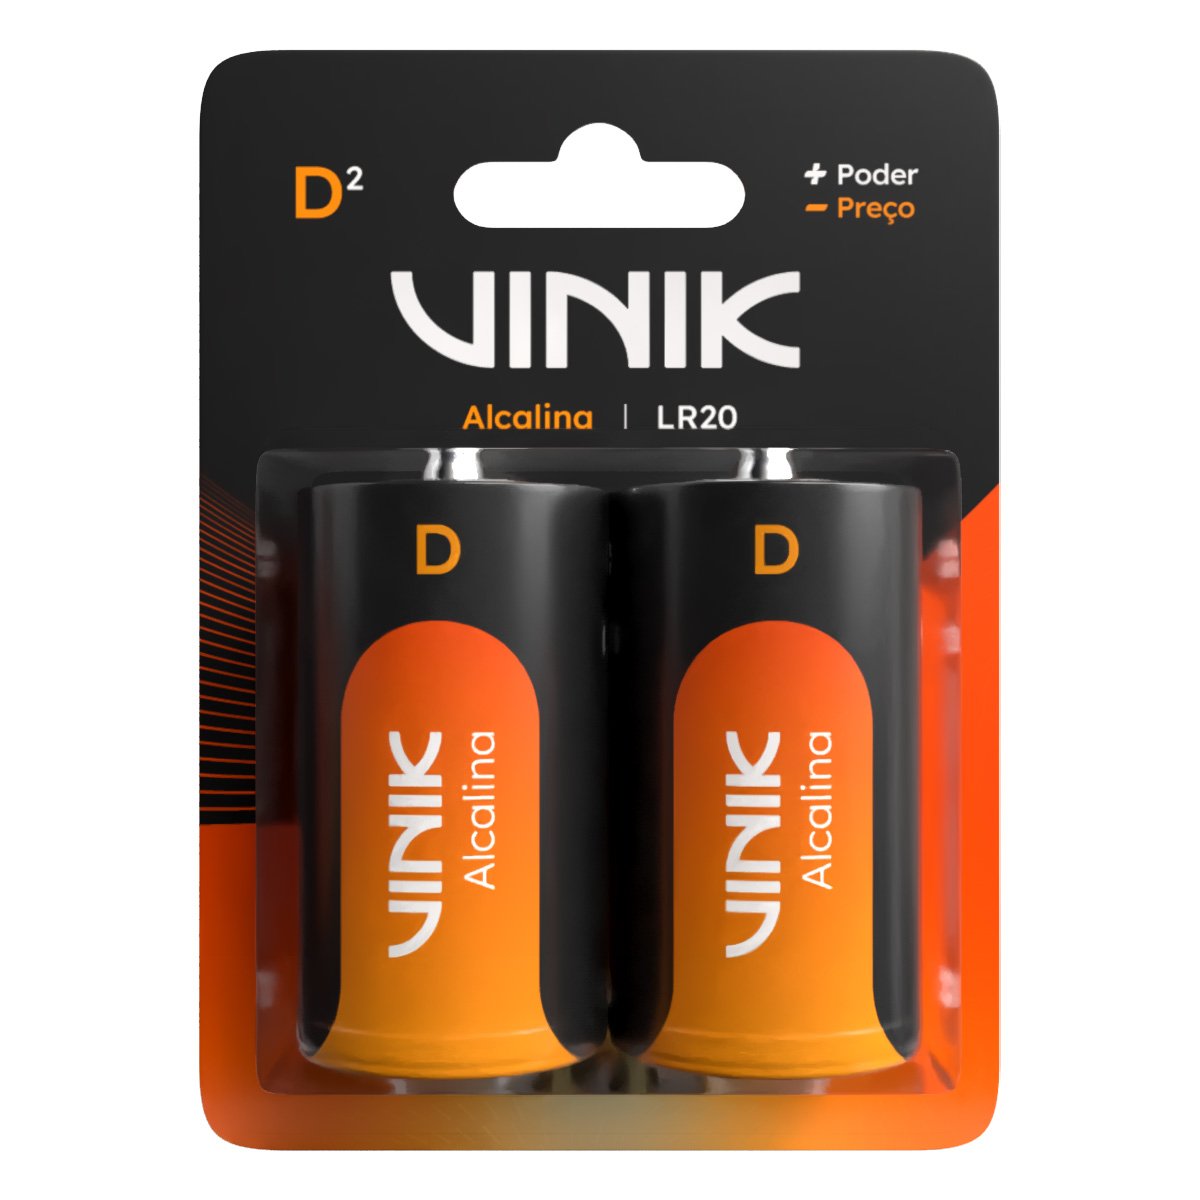 D²
+ Poder
- Preço
VINIK
Alcalina | LR20
D
D
VINIK
Alcalina
VINIK
Alcalina